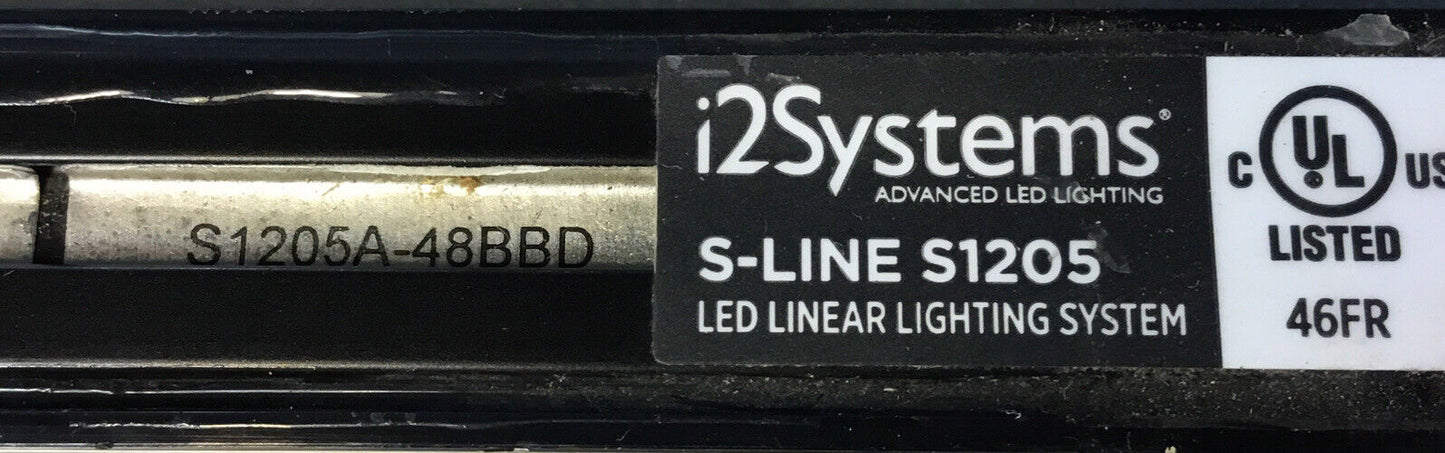 S1205A-48BBD
i2Systems®
ADVANCED LED LIGHTING
S-LINE S1205
LED LINEAR LIGHTING SYSTEM
C UL US
LISTED
46FR